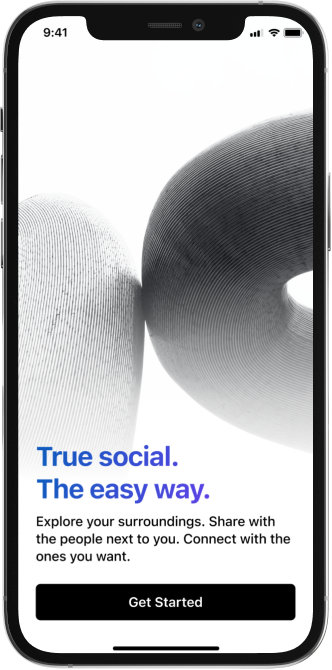 9:41
True social.
The easy way.
Explore your surroundings. Share with
the people next to you. Connect with the
ones you want.
Get Started